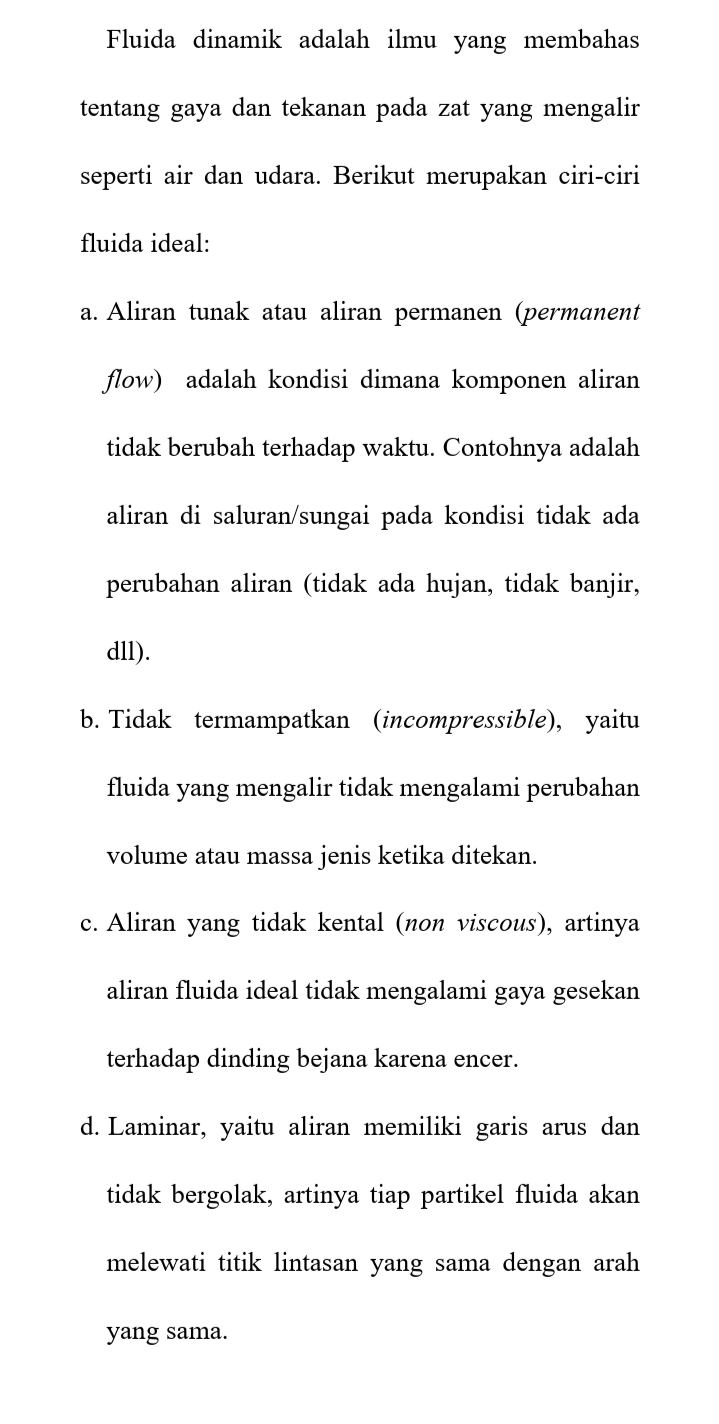 Fluida dinamik adalah ilmu yang membahas
tentang gaya dan tekanan pada zat yang mengalir
seperti air dan udara. Berikut merupakan ciri-ciri
fluida ideal:
a. Aliran tunak atau aliran permanen (permanent
flow) adalah kondisi dimana komponen aliran
tidak berubah terhadap waktu. Contohnya adalah
aliran di saluran/sungai pada kondisi tidak ada
perubahan aliran (tidak ada hujan, tidak banjir,
dll).
b. Tidak termampatkan (incompressible), yaitu
fluida yang mengalir tidak mengalami perubahan
volume atau massa jenis ketika ditekan.
c. Aliran yang tidak kental (non viscous), artinya
aliran fluida ideal tidak mengalami gaya gesekan
terhadap dinding bejana karena encer.
d. Laminar, yaitu aliran memiliki garis arus dan
tidak bergolak, artinya tiap partikel fluida akan
melewati titik lintasan yang sama dengan arah
yang sama.